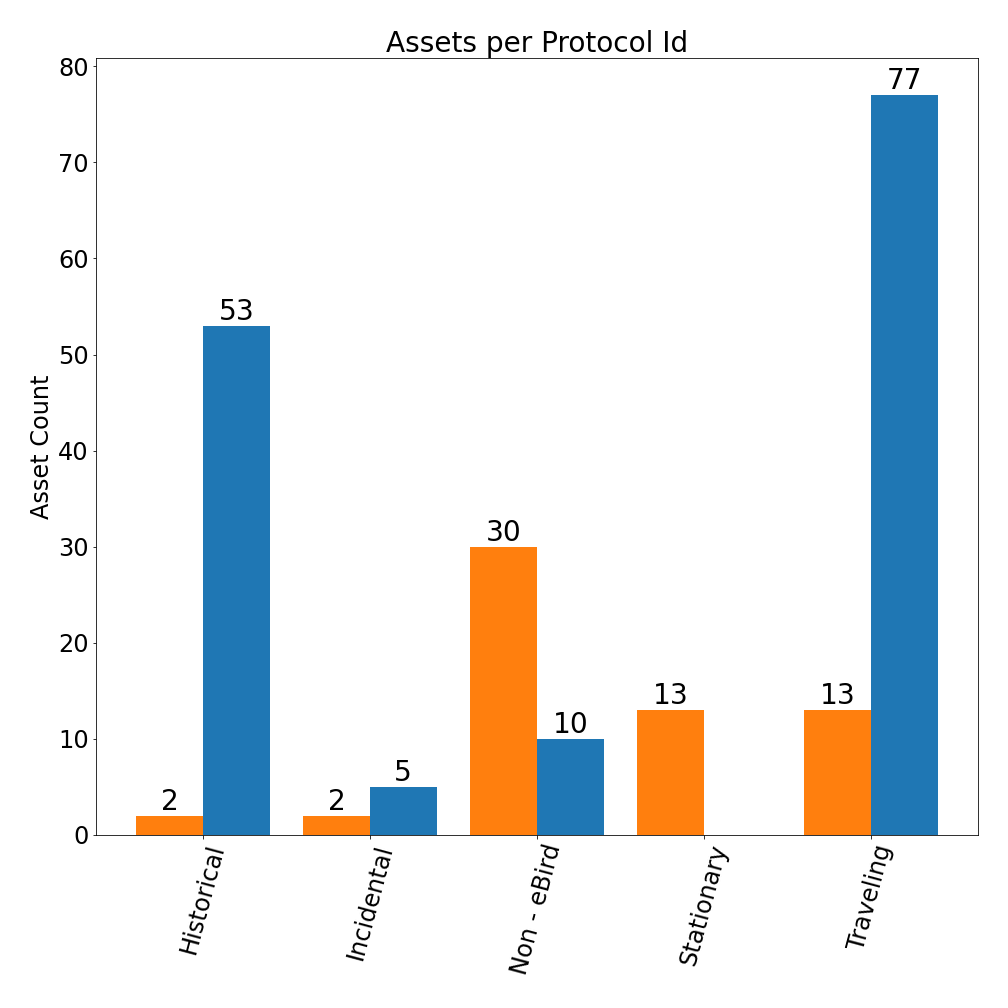 Assets per Protocol Id
Asset Count
80
70
60
50
40
30
20
10
0
2
53
2
5
30
10
13
13
77
Historical
Incidental
Non - eBird
Stationary
Traveling